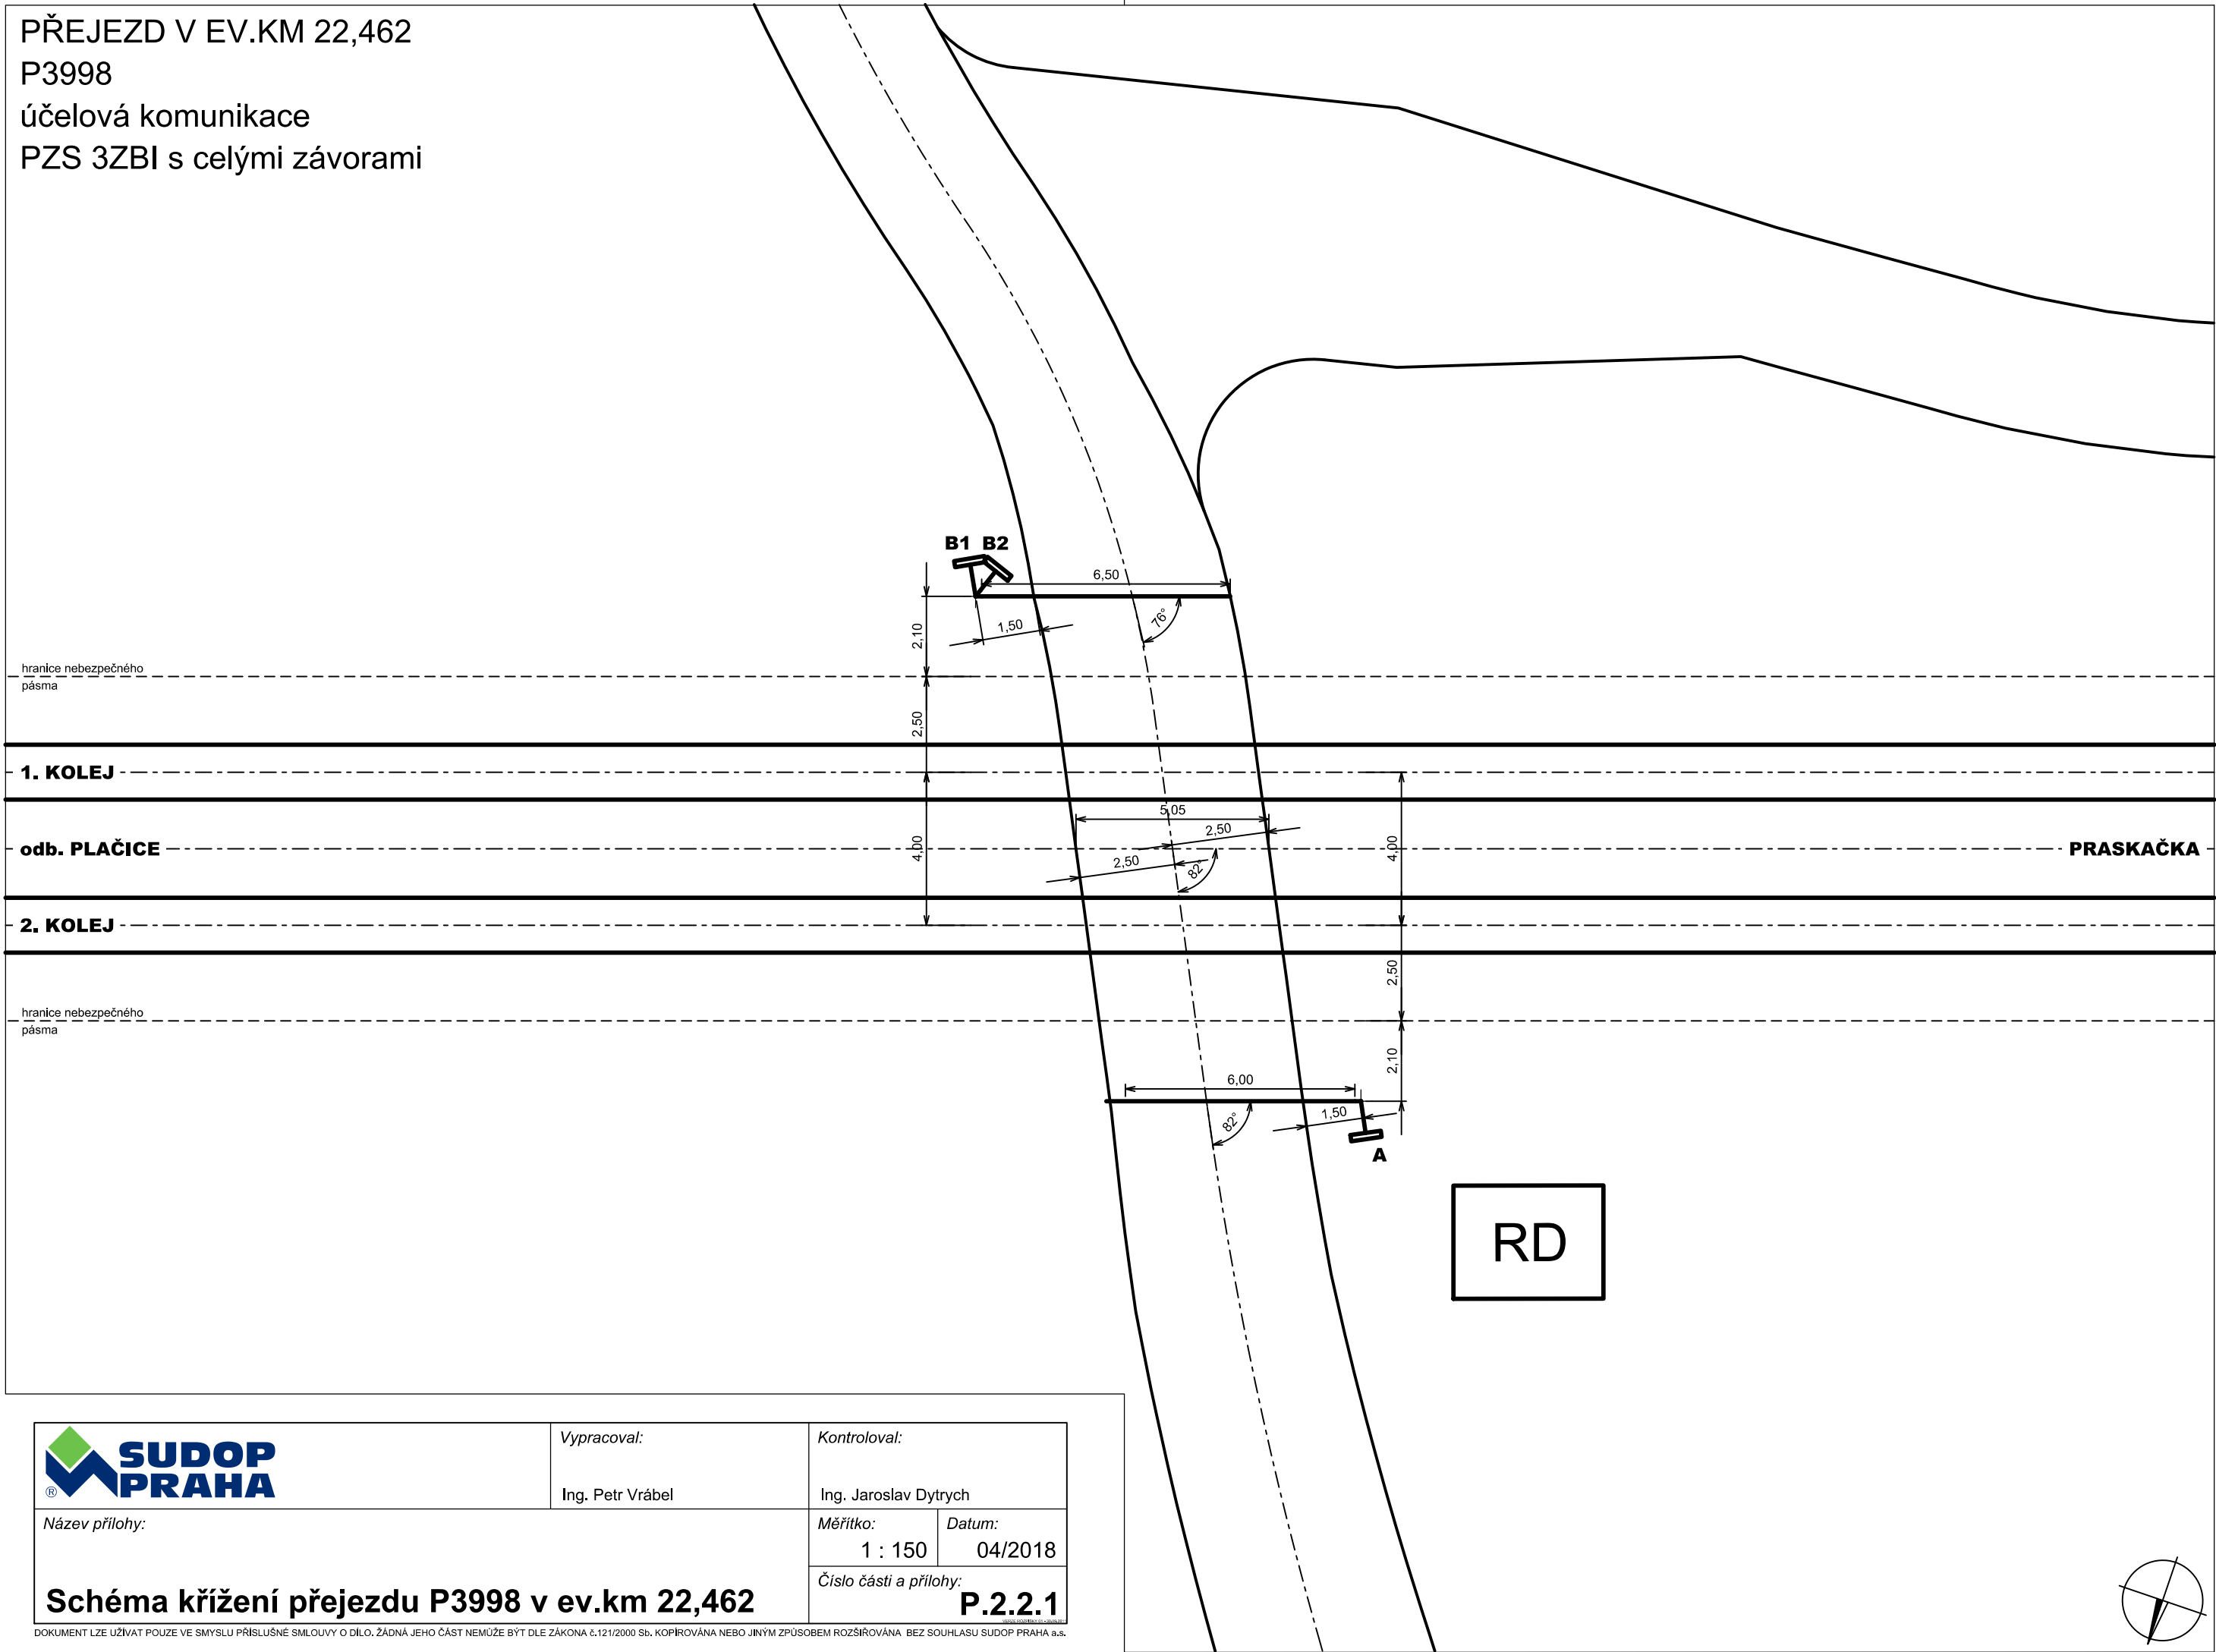 PŘEJEZD V EV.KM 22,462
P3998
účelová komunikace
PZS 3ZBI s celými závorami
B1 B2
6,50
76°
1,50
2,10
hranice nebezpečného
pásma
2,50
1. KOLEJ
5,05
2,50
4,00
4,00
odb. PLAČICE
PRASKAČKA
2,50
82°
2. KOLEJ
2,50
hranice nebezpečného
pásma
2,10
6,00
82°
1,50
A
RD
SUDOP
PRAHA
®
Vypracoval:
Ing. Petr Vrábel
Kontroloval:
Ing. Jaroslav Dytrych
Název přílohy:
Měřítko:
1 : 150
Datum:
04/2018
Schéma křížení přejezdu P3998 v ev.km 22,462
Číslo části a přílohy:
P.2.2.1
DOKUMENT LZE UŽÍVAT POUZE VE SMYSLU PŘÍSLUŠNÉ SMLOUVY O DÍLO. ŽÁDNÁ JEHO ČÁST NEMŮŽE BÝT DLE ZÁKONA č.121/2000 Sb. KOPÍROVÁNA NEBO JINÝM ZPŮSOBEM ROZŠIŘOVÁNA BEZ SOUHLASU SUDOP PRAHA a.s.